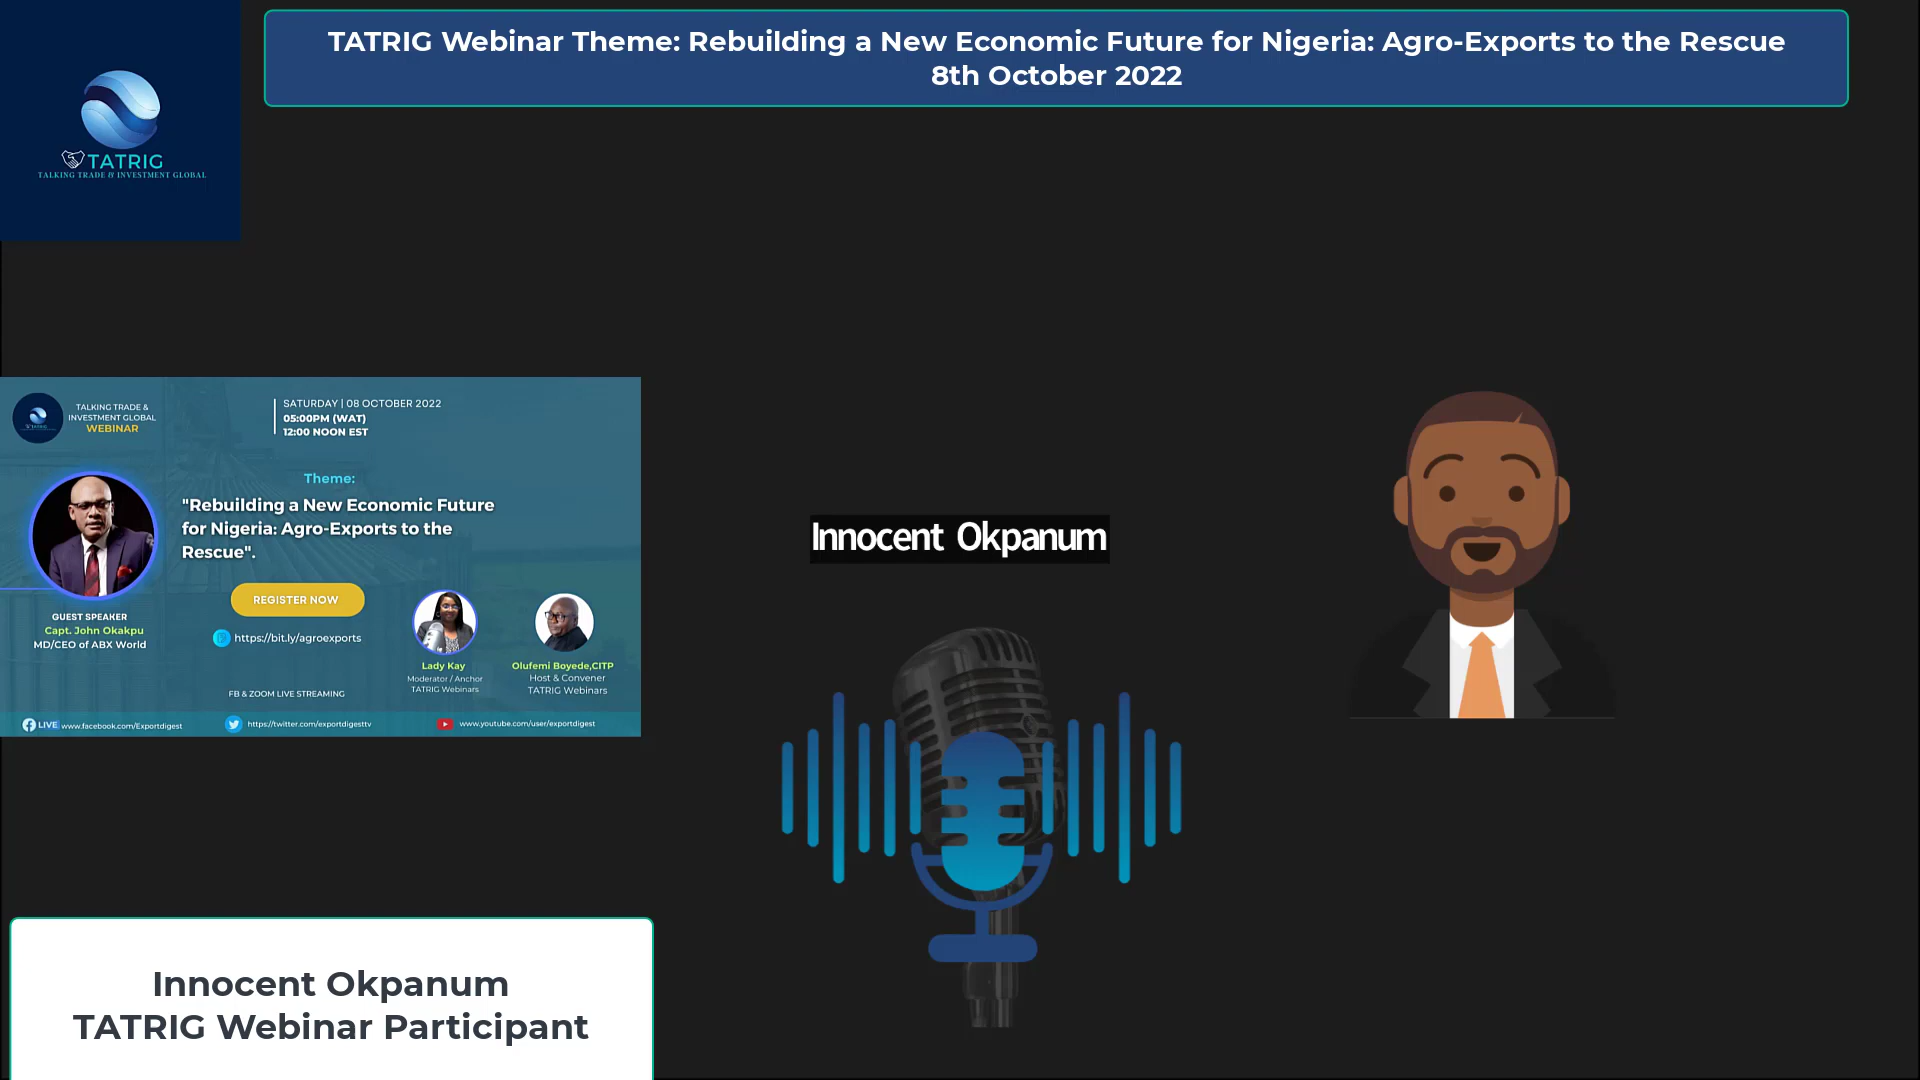 TATRIG Webinar Theme: Rebuilding a New Economic Future for Nigeria: Agro-Exports to the Rescue
8th October 2022
TATRIG
TALKING TRADE & INVESTMENT GLOBAL
TALKING TRADE &
INVESTMENT GLOBAL
WEBINAR
SATURDAY | 08 OCTOBER 2022
05:00PM (WAT)
12:00 NOON EST
Theme:
"Rebuilding a New Economic Future
for Nigeria: Agro-Exports to the
Rescue".
REGISTER NOW
https://bit.ly/agroexports
GUEST SPEAKER
Capt. John Okakpu
MD/CEO of ABX World
Lady Kay
Moderator / Anchor
TATRIG Webinars
Olufemi Boyede,CITP
Host & Convener
TATRIG Webinars
FB & ZOOM LIVE STREAMING
LIVE www.facebook.com/Exportdigest
https://twitter.com/exportdigesttv
www.youtube.com/user/exportdigest
Innocent Okpanum
Innocent Okpanum
TATRIG Webinar Participant